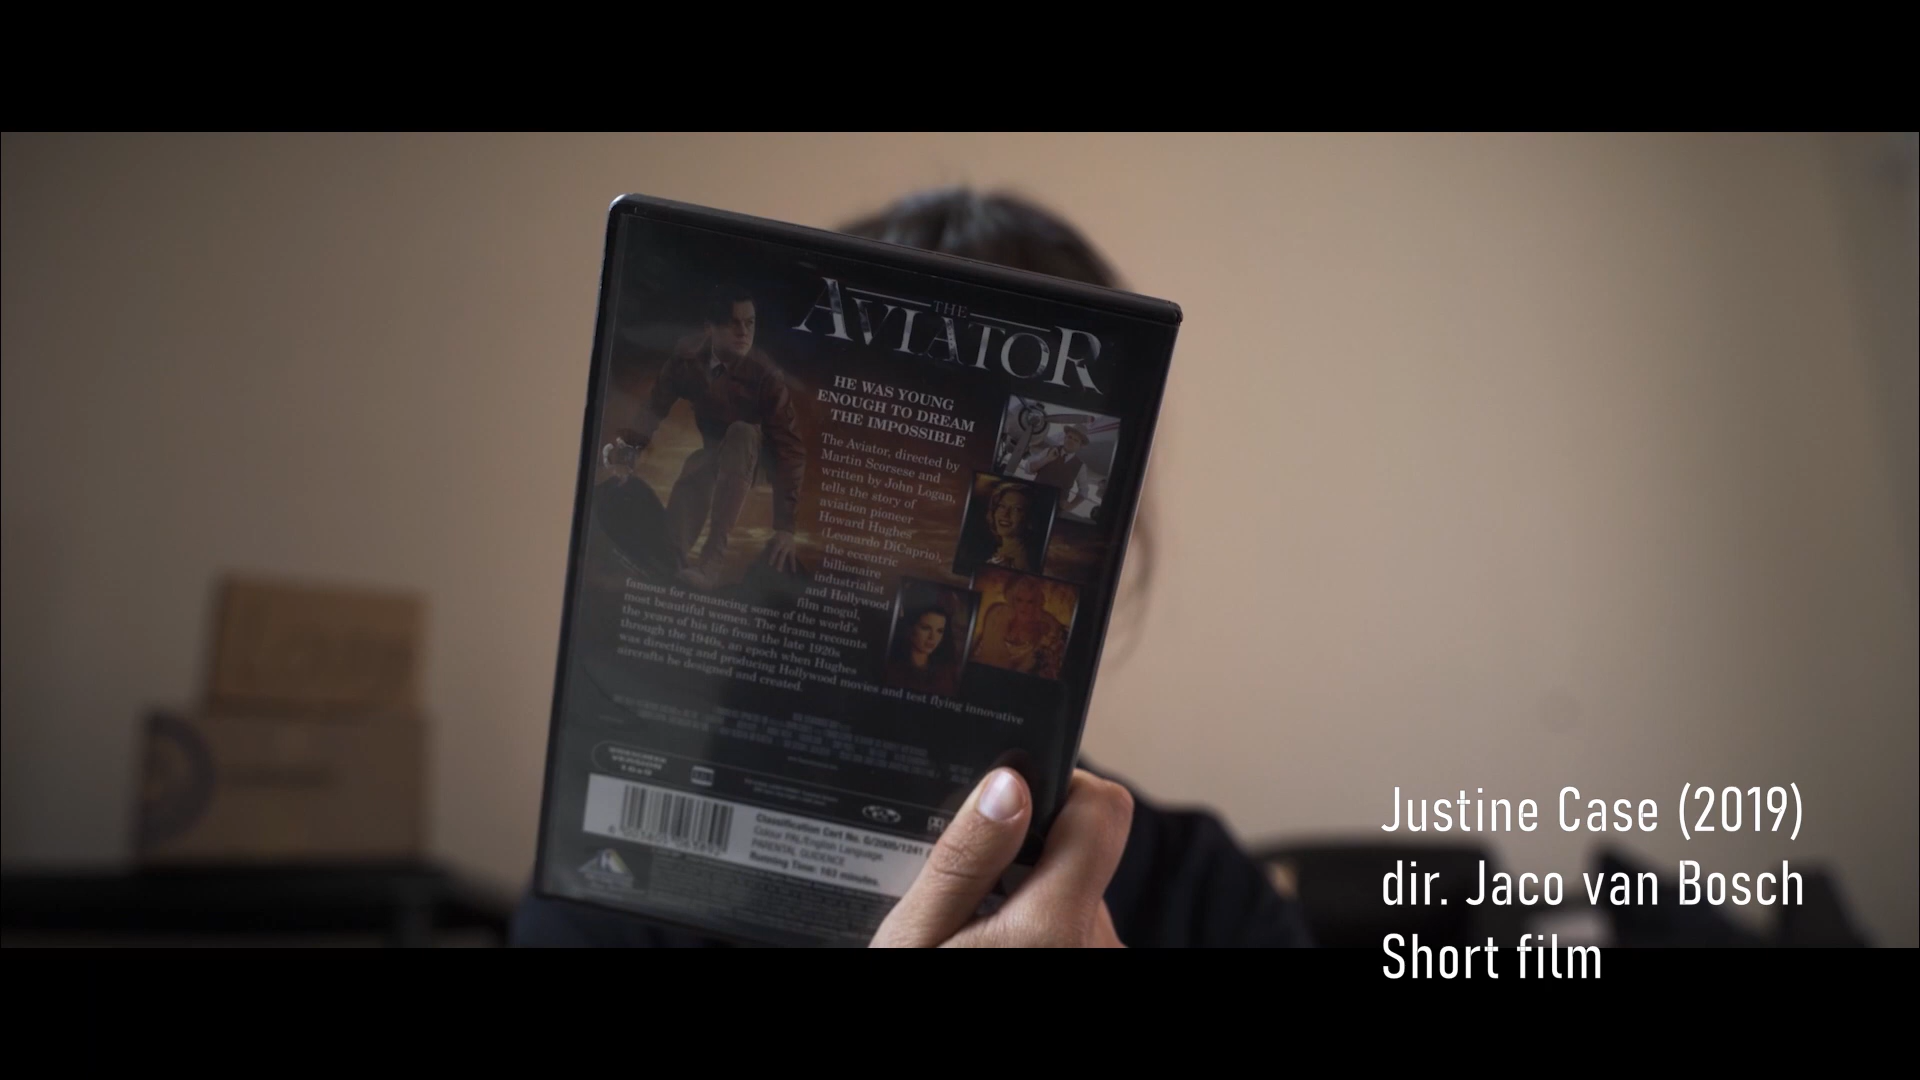 THE
AVIATOR
HE WAS YOUNG
ENOUGH TO DREAM
THE IMPOSSIBLE
The Aviator, directed by
Martin Scorsese and
written by John Logan,
tells the story of
aviation pioneer
Howard Hughes
(Leonardo DiCaprio),
the eccentric
billionaire
industrialist
and Hollywood
film mogul,
famous for romancing some of the world's
most beautiful women. The drama recounts
the years of his life from the late 1920s
through the 1940s, an epoch when Hughes
was directing and producing Hollywood movies and test flying innovative
aircrafts he designed and created.
Classification Cert No. G/2005/1241
Colour PAL/English Language
PARENTAL GUIDENCE
Running Time: 163 minutes.
Justine Case (2019)
dir. Jaco van Bosch
Short film